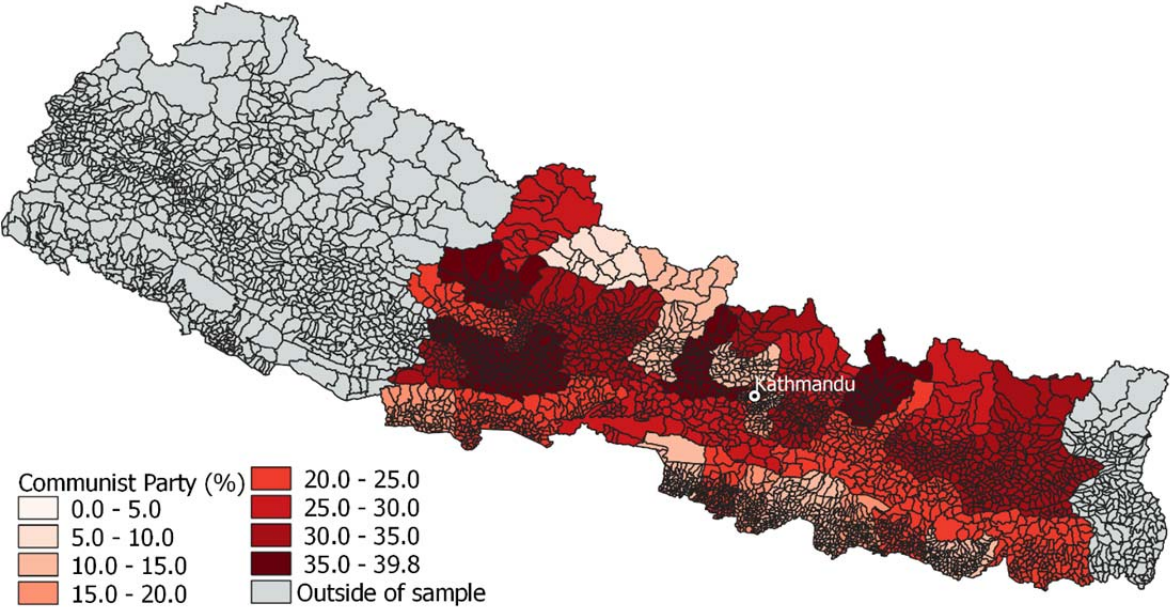 Kathmandu
Communist Party (%)
0.0 - 5.0
5.0 - 10.0
10.0 - 15.0
15.0 - 20.0
20.0 - 25.0
25.0 - 30.0
30.0 - 35.0
35.0 - 39.8
Outside of sample